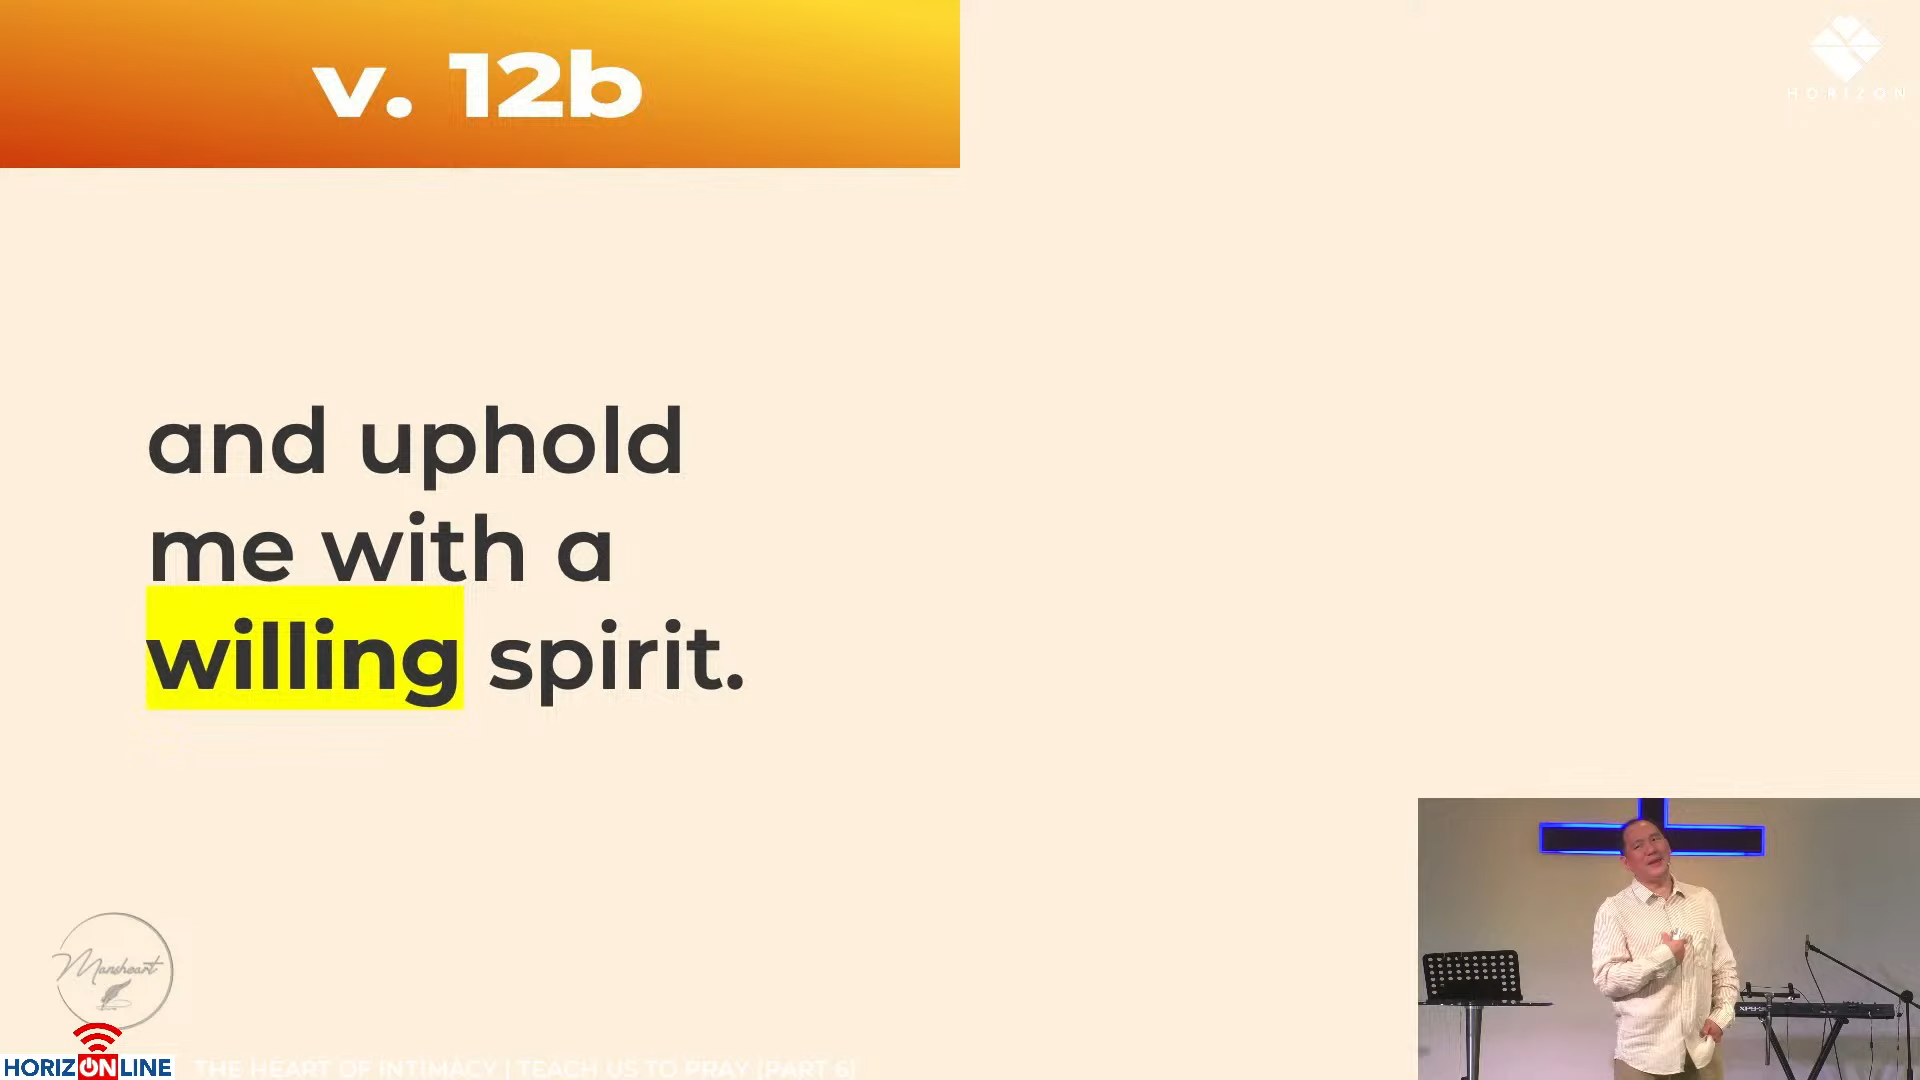 v. 12b
HORIZON
and uphold
me with a
willing spirit.
Mansheart
HORIZONLINE
THE HEART OF INTIMACY | TEACH US TO PRAY (PART 6)